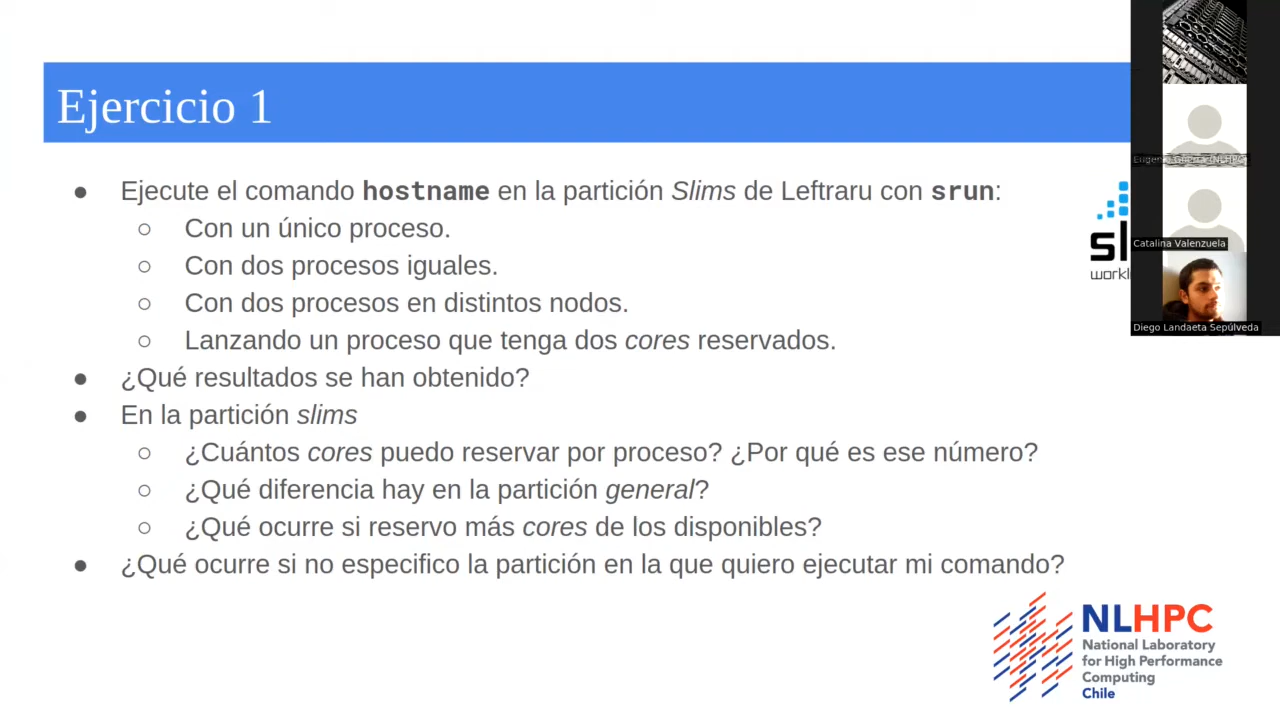 Ejercicio 1
● Ejecute el comando hostname en la partición Slims de Leftraru con srun:
○ Con un único proceso.
○ Con dos procesos iguales.
○ Con dos procesos en distintos nodos.
○ Lanzando un proceso que tenga dos cores reservados.
● ¿Qué resultados se han obtenido?
● En la partición slims
○ ¿Cuántos cores puedo reservar por proceso? ¿Por qué es ese número?
○ ¿Qué diferencia hay en la partición general?
○ ¿Qué ocurre si reservo más cores de los disponibles?
● ¿Qué ocurre si no especifico la partición en la que quiero ejecutar mi comando?
sl
workl
Catalina Valenzuela
Diego Landaeta Sepúlveda
NLHPC
National Laboratory
for High Performance
Computing
Chile